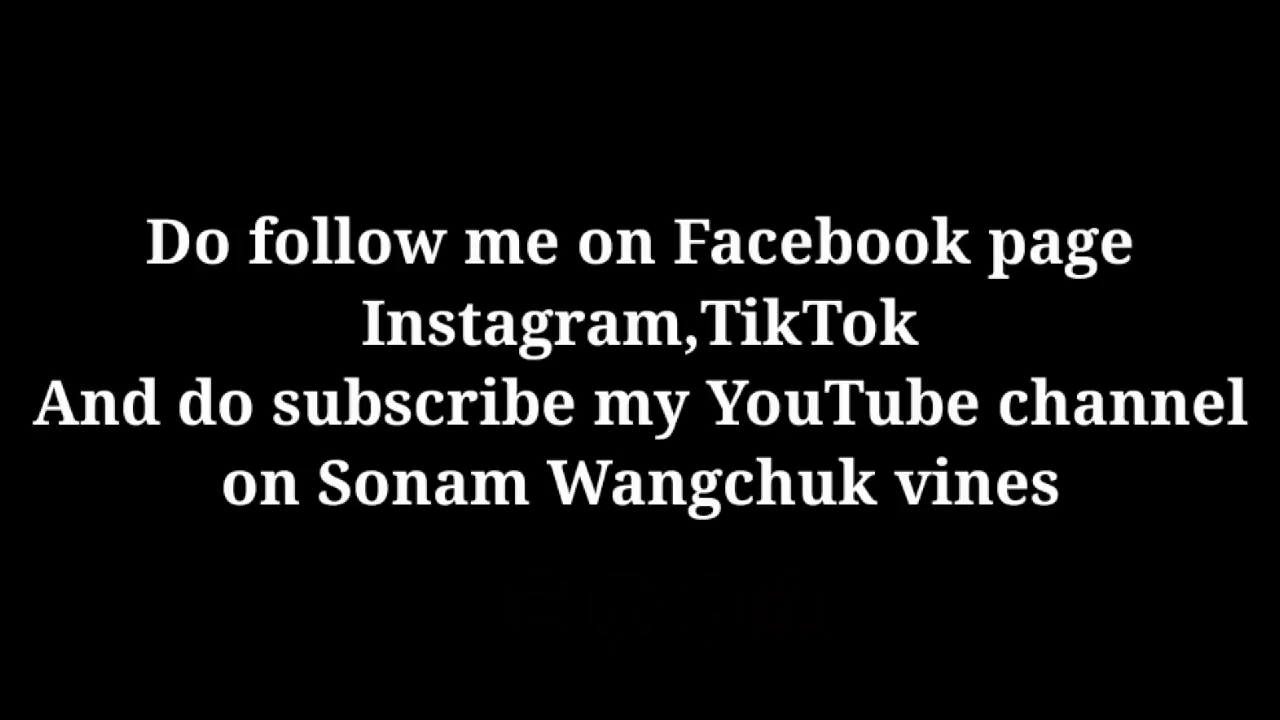 Do follow me on Facebook page
Instagram,TikTok
And do subscribe my YouTube channel
on Sonam Wangchuk vines